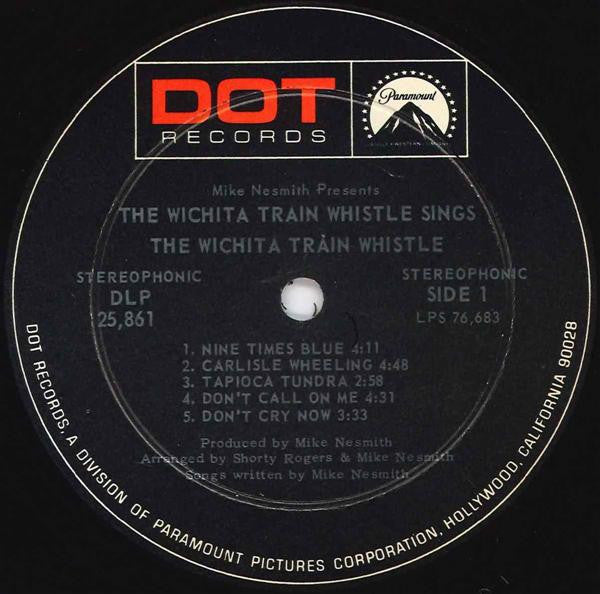 DOT
RECORDS
Paramount
Mike Nesmith Presents
THE WICHITA TRAIN WHISTLE SINGS
THE WICHITA TRAIN WHISTLE
STEREOPHONIC
DLP
25,861
STEREOPHONIC
SIDE 1
LPS 76,683
1. NINE TIMES BLUE 4:11
2. CARLISLE WHEELING 4:48
3. TAPIOCA TUNDRA 2:58
4. DON'T CALL ON ME 4:31
5. DON'T CRY NOW 3:33
Produced by Mike Nesmith
Arranged by Shorty Rogers & Mike Nesmith
Songs written by Mike Nesmith
DOT RECORDS, A DIVISION OF PARAMOUNT PICTURES CORPORATION, HOLLYWOOD, CALIFORNIA 90028